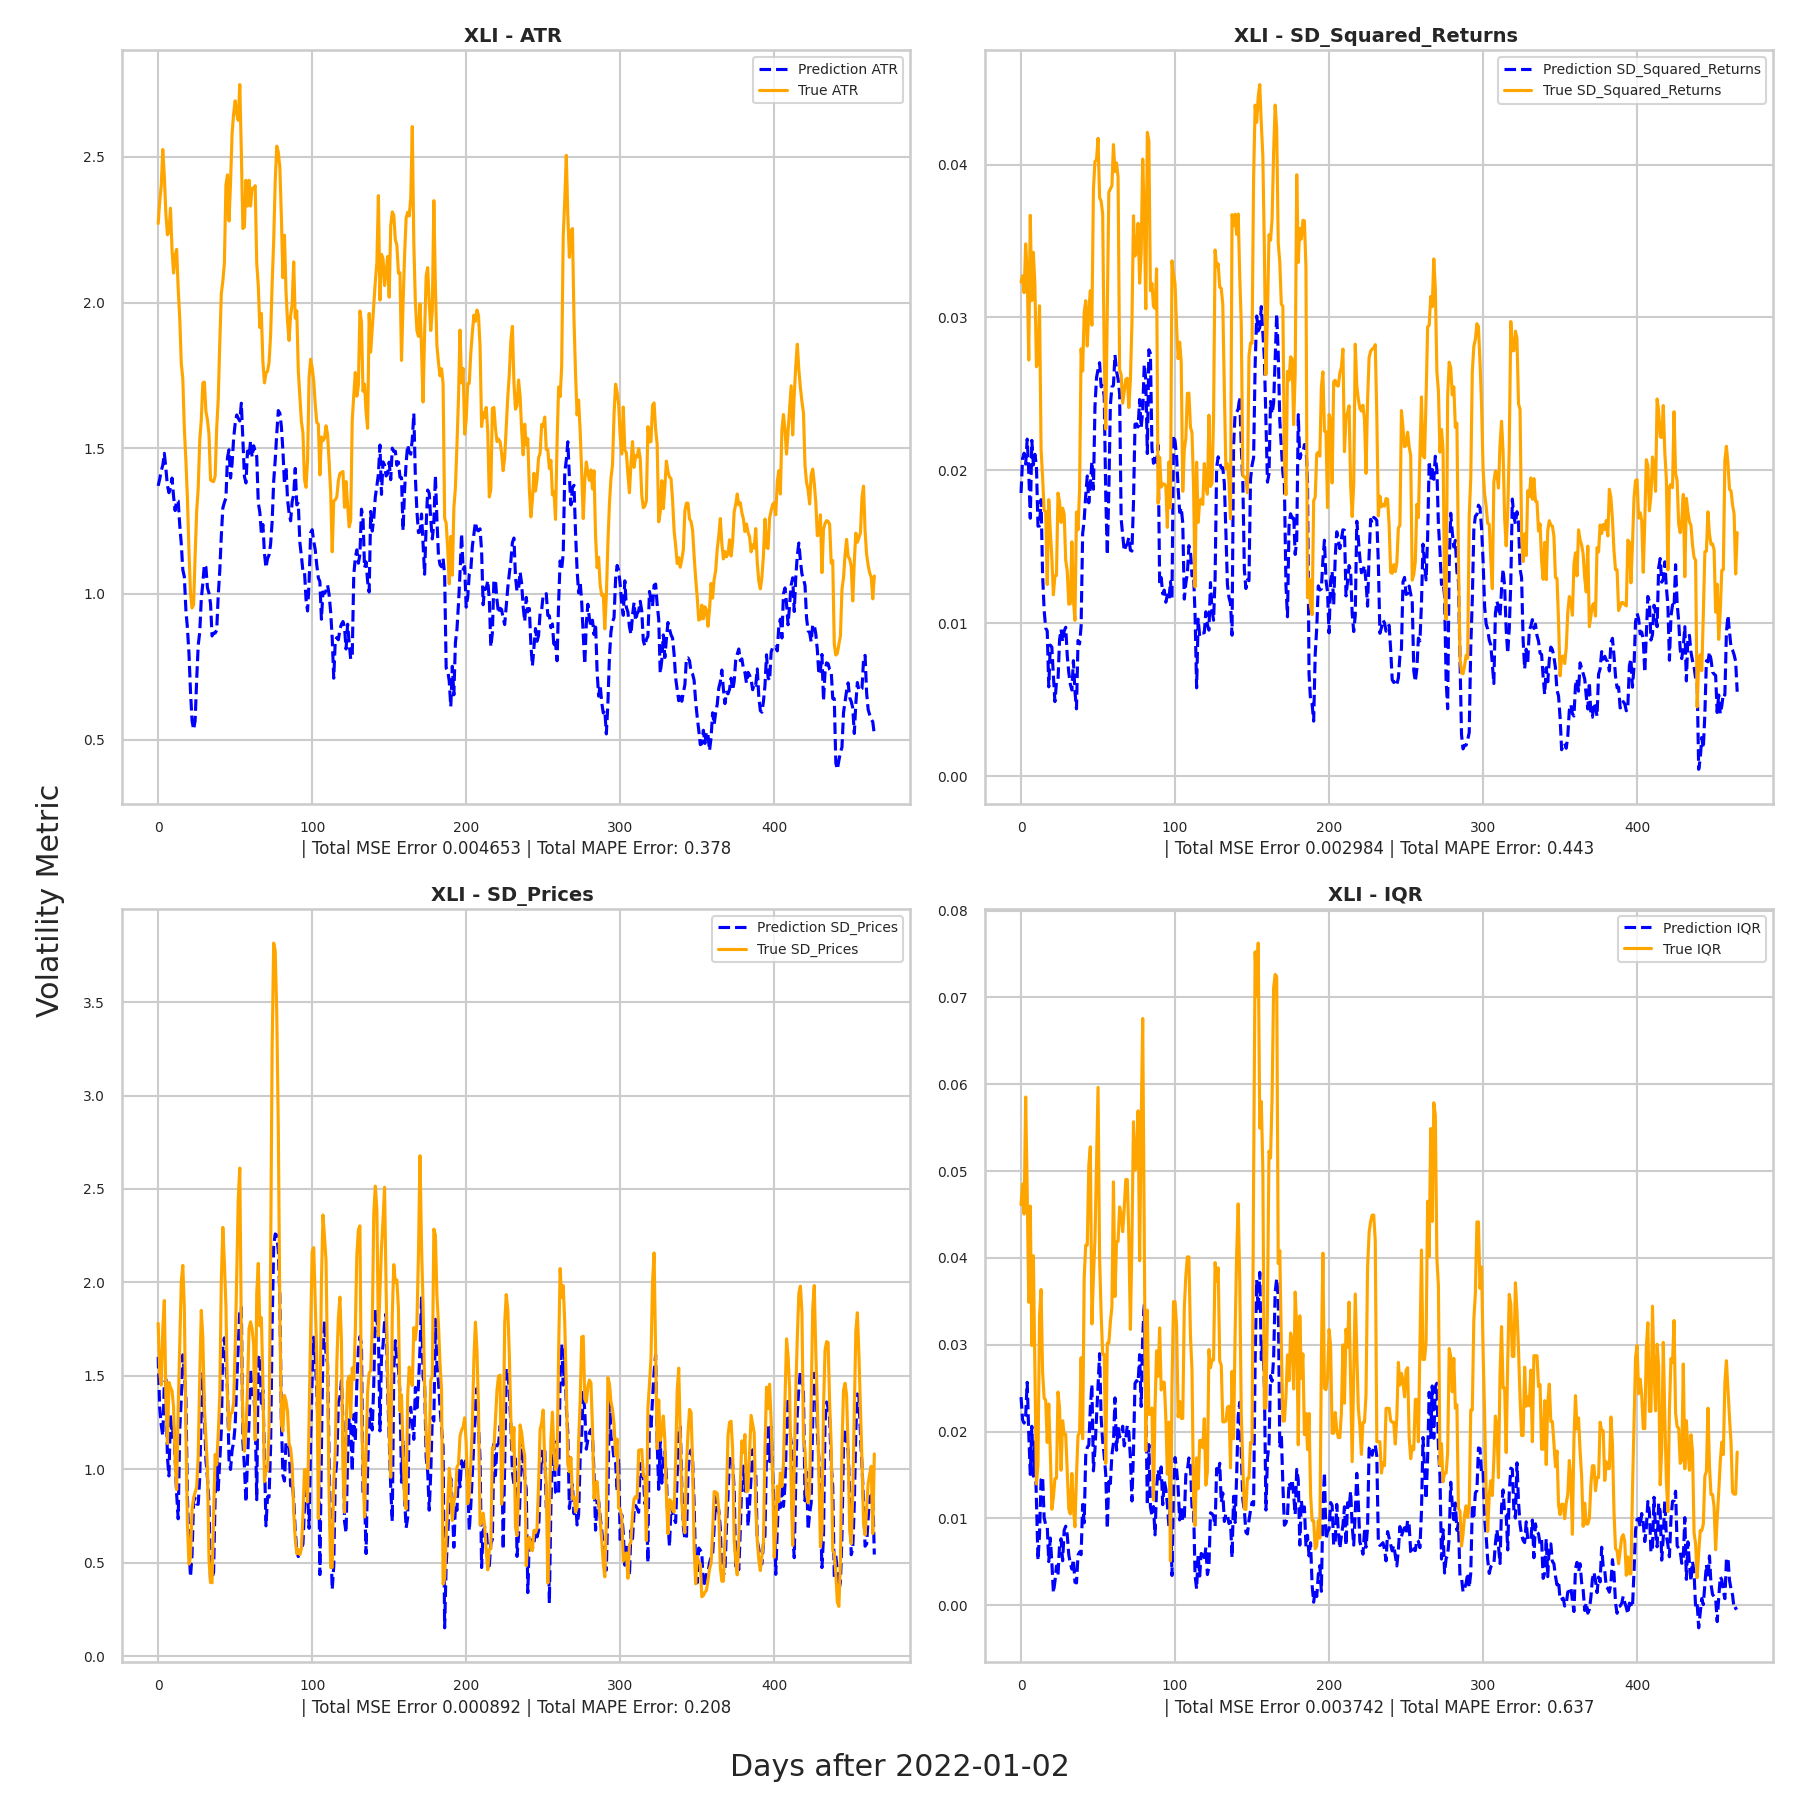 XLI - ATR
Prediction ATR
True ATR
2.5
2.0
1.5
1.0
0.5
0
100
200
300
400
| Total MSE Error 0.004653 | Total MAPE Error: 0.378
XLI - SD_Squared_Returns
Prediction SD_Squared_Returns
True SD_Squared_Returns
0.04
0.03
0.02
0.01
0.00
0
100
200
300
400
| Total MSE Error 0.002984 | Total MAPE Error: 0.443
Volatility Metric
XLI - SD_Prices
Prediction SD_Prices
True SD_Prices
3.5
3.0
2.5
2.0
1.5
1.0
0.5
0.0
0
100
200
300
400
| Total MSE Error 0.000892 | Total MAPE Error: 0.208
XLI - IQR
Prediction IQR
True IQR
0.08
0.07
0.06
0.05
0.04
0.03
0.02
0.01
0.00
0
100
200
300
400
| Total MSE Error 0.003742 | Total MAPE Error: 0.637
Days after 2022-01-02